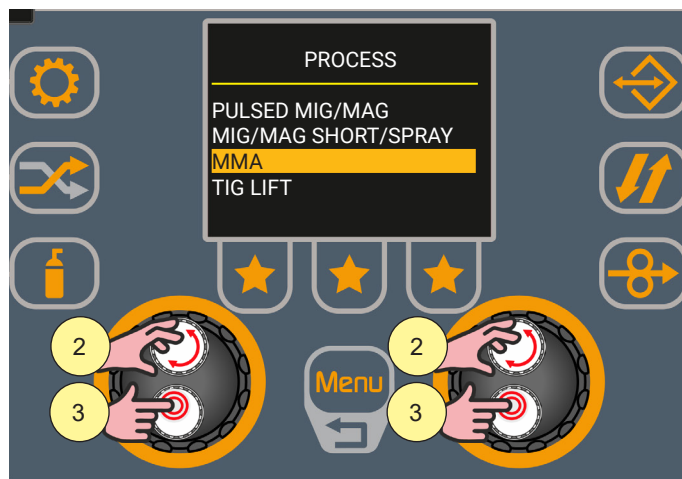 PROCESS
PULSED MIG/MAG
MIG/MAG SHORT/SPRAY
MMA
TIG LIFT
2
2
3
3
Menu